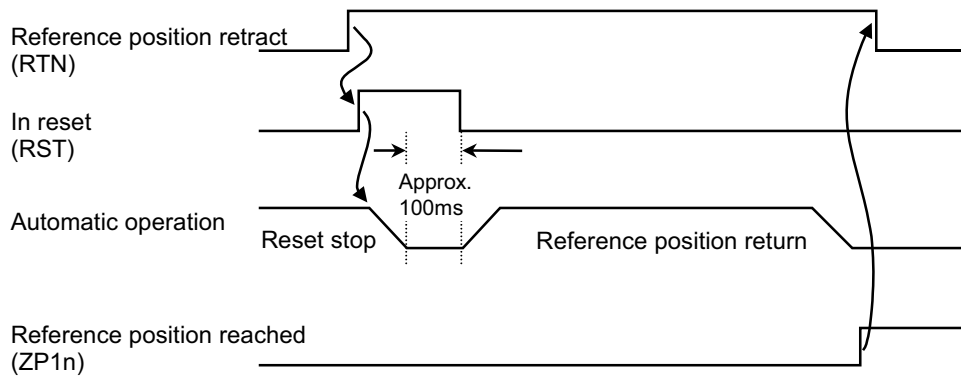 Reference position retract
(RTN)
In reset
(RST)
Approx.
100ms
Automatic operation
Reset stop
Reference position return
Reference position reached
(ZP1n)